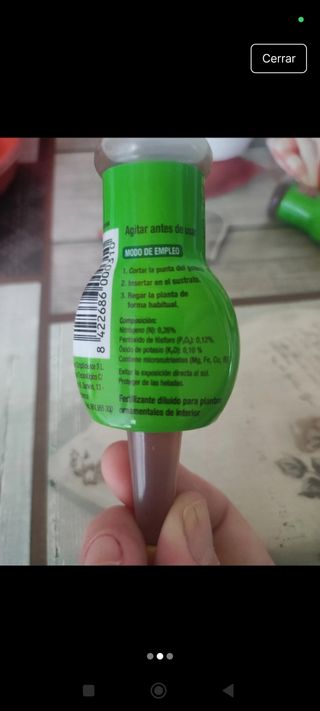 Cerrar
Agitar antes de usar
MODO DE EMPLEO
1. Cortar la punta del
2. Insertar en el sustrato.
3. Regar la planta de
forma habitual.
Composición:
Nitrógeno (N): 0,26%
Pentóxido de fósforo (P₂O₅): 0,12%
Óxido de potasio (K₂O): 0,19 %
Contiene micronutrientes (Mg, Fe, Cu, B)
Evitar la exposición directa al sol.
Proteger de las heladas.
Fertilizante diluido para plantas
ornamentales de interior
8 422686 000310